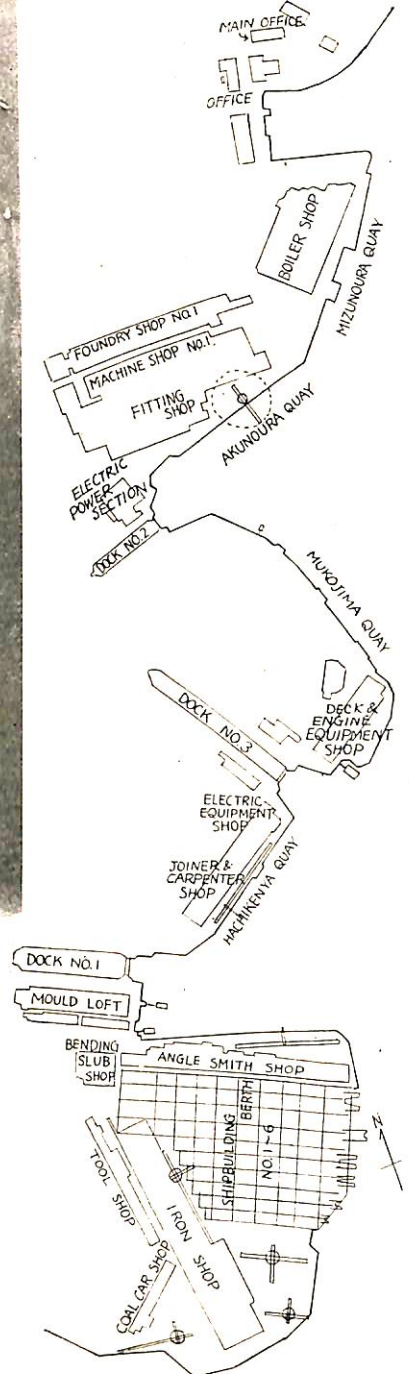 MAIN OFFICE
OFFICE
BOILER SHOP
MIZUNOURA QUAY
FOUNDRY SHOP NO.1
MACHINE SHOP NO.1.
FITTING
SHOP
AKUNOURA QUAY
ELECTRIC
POWER
SECTION
DOCK NO.2
MUKOJIMA QUAY
DOCK NO.3
DECK &
ENGINE
EQUIPMENT
SHOP
ELECTRIC
EQUIPMENT
SHOP
JOINER &
CARPENTER
SHOP
HACHIKENYA QUAY
DOCK NO.1
MOULD LOFT
BENDING
SLUB
SHOP
ANGLE SMITH SHOP
SHIPBUILDING BERTH
NO.1~6
N
TOOL SHOP
IRON SHOP
COAL CAR SHOP